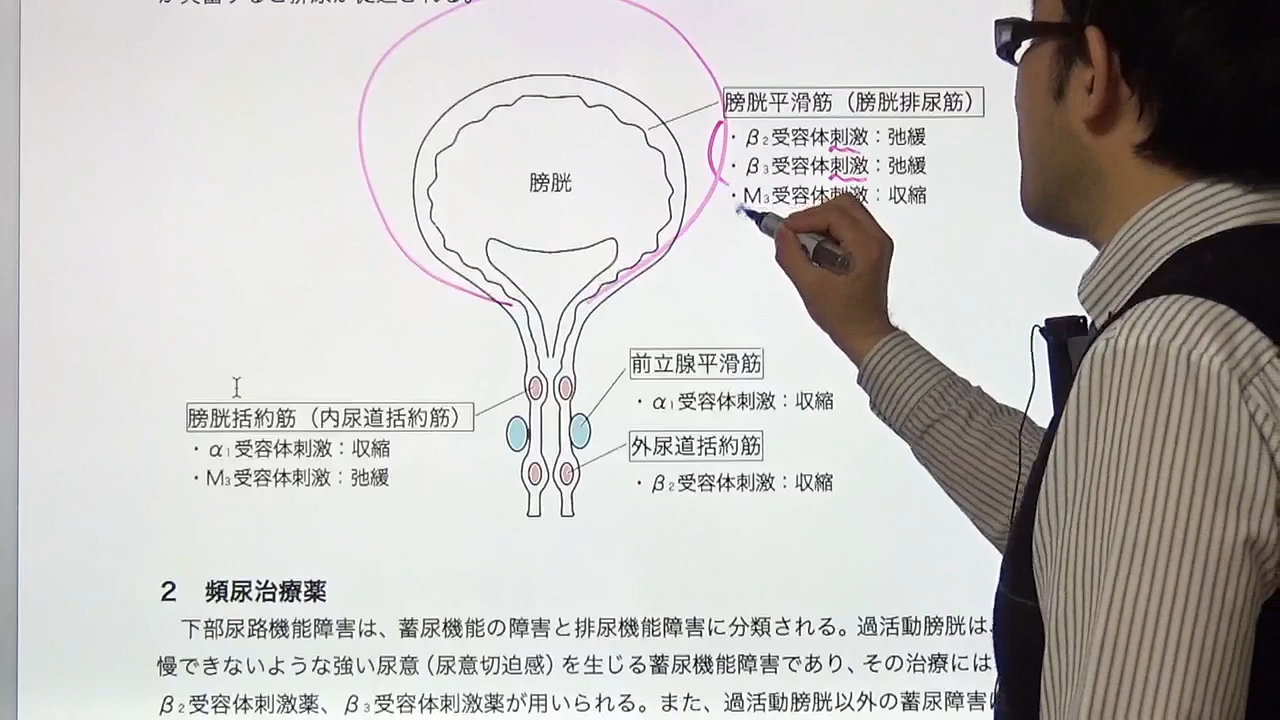 膀胱平滑筋（膀胱排尿筋）
・β₂受容体刺激：弛緩
・β₃受容体刺激：弛緩
・M₃受容体刺激：収縮
膀胱
前立腺平滑筋
・α₁受容体刺激：収縮
膀胱括約筋（内尿道括約筋）
・α₁受容体刺激：収縮
・M₃受容体刺激：弛緩
外尿道括約筋
・β₂受容体刺激：収縮
2 頻尿治療薬
下部尿路機能障害は、蓄尿機能の障害と排尿機能障害に分類される。過活動膀胱は、
慢できないような強い尿意（尿意切迫感）を生じる蓄尿機能障害であり、その治療には
β₂受容体刺激薬、β₃受容体刺激薬が用いられる。また、過活動膀胱以外の蓄尿障害に